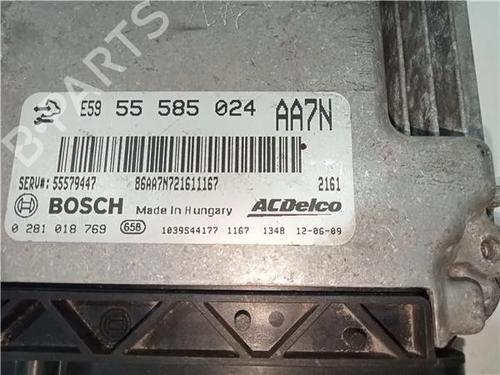 E59 55 585 024 AA7N
SERV#: 55579447 86AA7N721611167 2161
BOSCH Made in Hungary ACDelco
0 281 018 769 658 1039S44177 1167 1348 12-06-09
B-PARTS